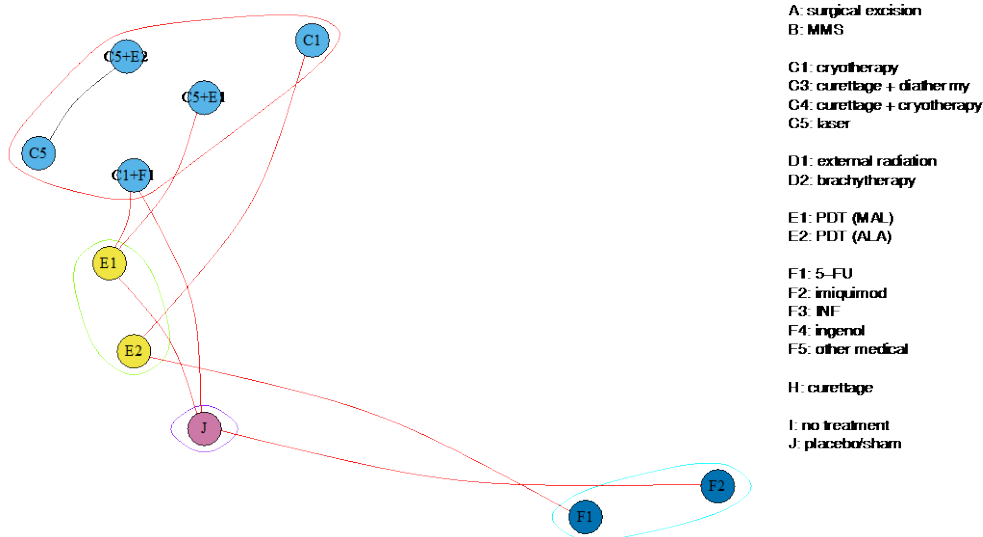 C1
C5+E2
C5+E1
C5
C1+F1
E1
E2
J
F2
F1
A: surgical excision
B: MMS
C1: cryotherapy
C3: curettage + diathermy
C4: curettage + cryotherapy
C5: laser
D1: external radiation
D2: brachytherapy
E1: PDT (MAL)
E2: PDT (ALA)
F1: 5-FU
F2: imiquimod
F3: INF
F4: ingenol
F5: other medical
H: curettage
I: no treatment
J: placebo/sham